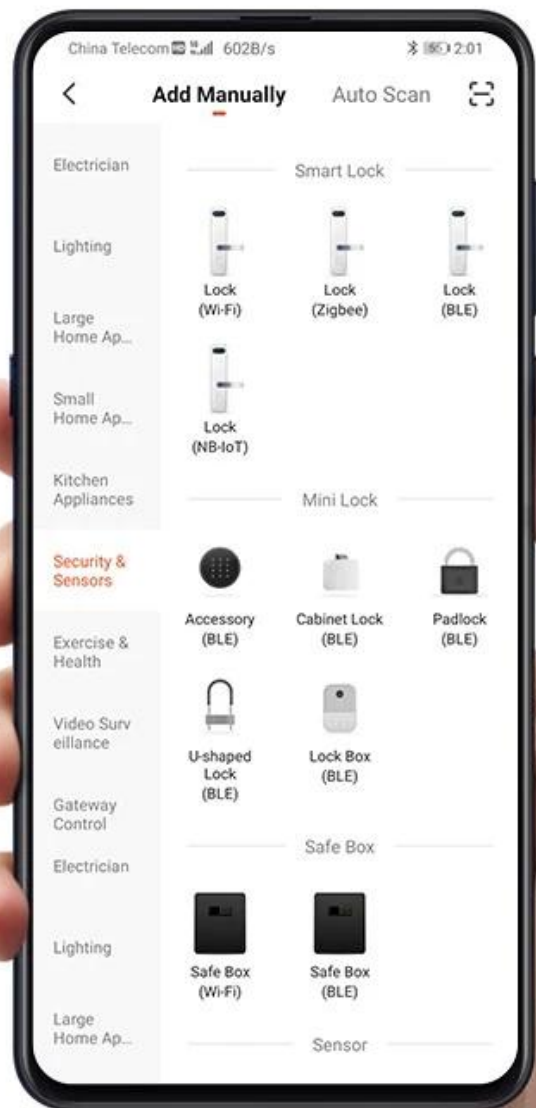 China Telecom HD 602B/s 2:01
Add Manually Auto Scan
Electrician
Lighting
Large
Home Ap...
Small
Home Ap...
Kitchen
Appliances
Security &
Sensors
Exercise &
Health
Video Surv
eillance
Gateway
Control
Electrician
Lighting
Large
Home Ap...
Smart Lock
Lock
(Wi-Fi)
Lock
(Zigbee)
Lock
(BLE)
Lock
(NB-IoT)
Mini Lock
Accessory
(BLE)
Cabinet Lock
(BLE)
Padlock
(BLE)
U-shaped
Lock
(BLE)
Lock Box
(BLE)
Safe Box
Safe Box
(Wi-Fi)
Safe Box
(BLE)
Sensor